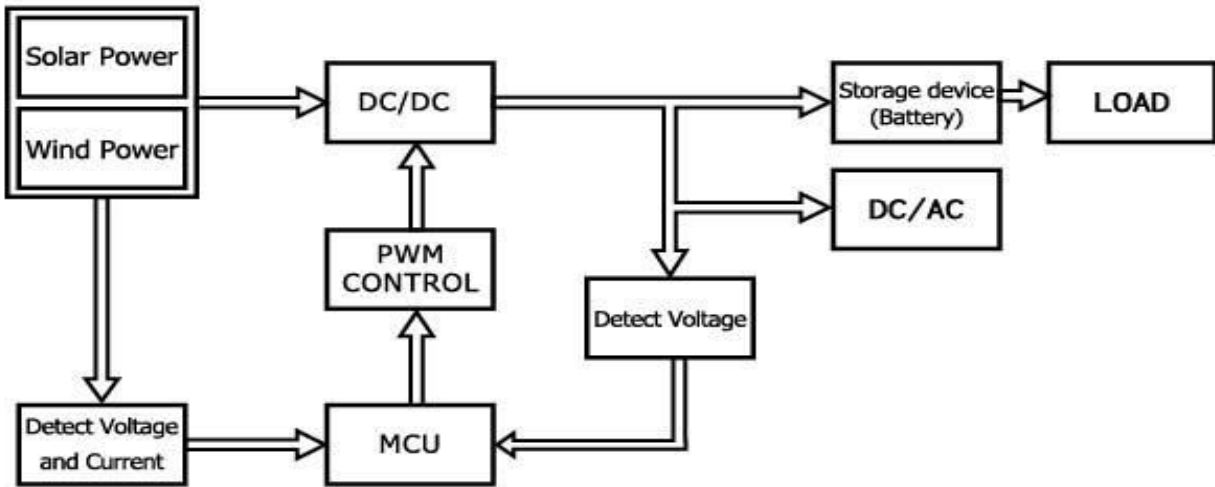 Solar Power
Wind Power
DC/DC
Storage device
(Battery)
LOAD
DC/AC
PWM
CONTROL
Detect Voltage
Detect Voltage
and Current
MCU